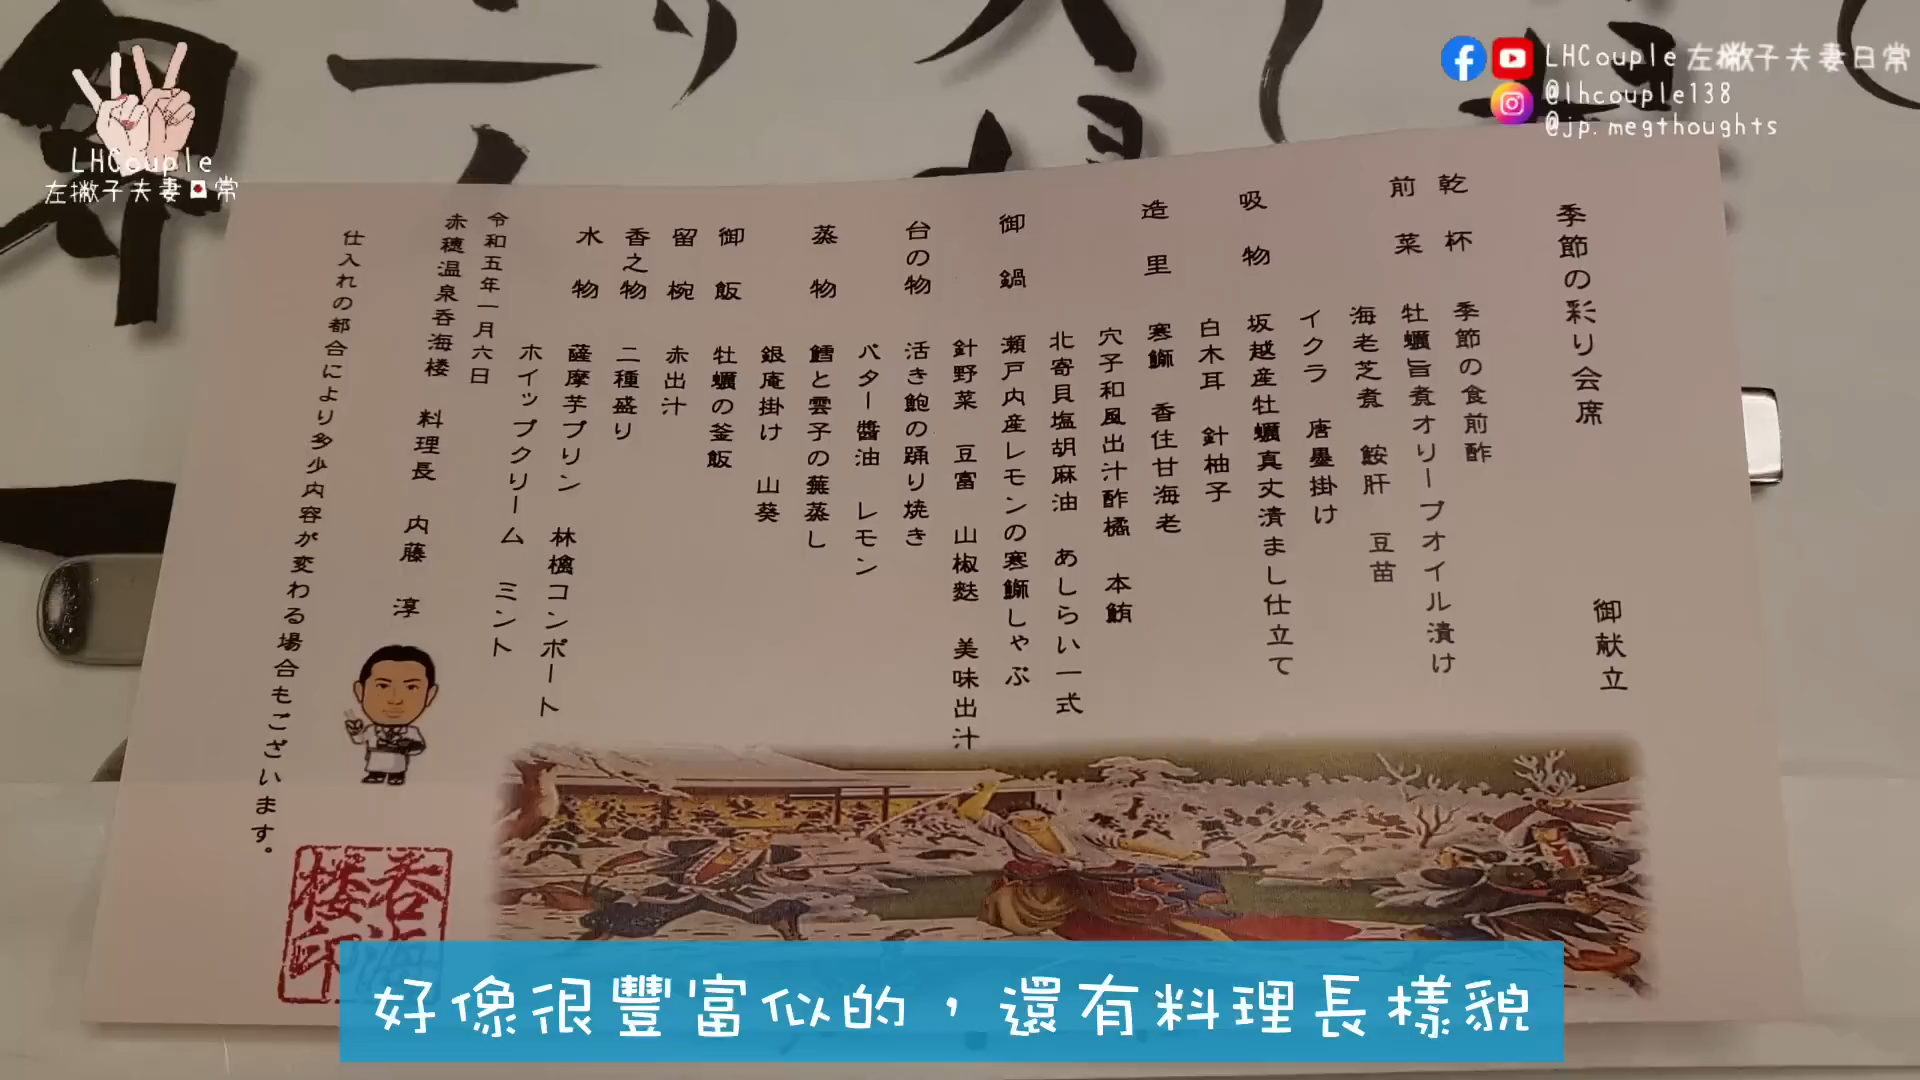 季節の彩り会席 御献立
乾杯 季節の食前酢
前菜 牡蠣旨煮オリーブオイル漬け
海老芝煮 鮟肝 豆苗
イクラ 唐墨掛け
吸物 坂越産牡蠣真丈清まし仕立て
白木耳 針柚子
造里 寒鰤 香住甘海老
穴子和風出汁酢橘 本鮪
北寄貝塩胡麻油 あしらい一式
御鍋 瀬戸内産レモンの寒鰤しゃぶ
針野菜 豆富 山椒麩 美味出汁
台の物 活き鮑の踊り焼き
バター醬油 レモン
蒸物 鱈と雲子の蕪蒸し
銀庵掛け 山葵
御飯 牡蠣の釜飯
留椀 赤出汁
香之物 二種盛り
水物 薩摩芋プリン 林檎コンポート
ホイップクリーム ミント
令和五年一月六日
赤穂温泉呑海楼 料理長 内藤 淳
仕入れの都合により多少内容が変わる場合もございます。
呑海
楼印
LHCouple
左撇子夫妻日常
LHCouple 左撇子夫妻日常
@lhcouple138
@jp.megthoughts
好像很豐富似的，還有料理長樣貌